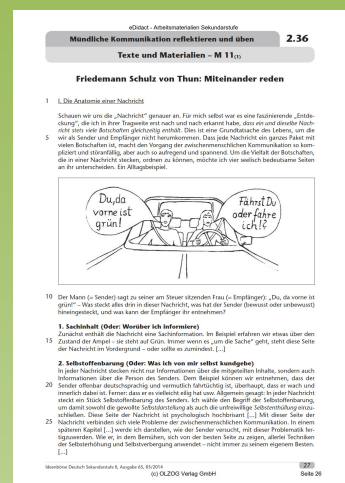 eDidact - Arbeitsmaterialien Sekundarstufe
Mündliche Kommunikation reflektieren und üben
2.36
Texte und Materialien – M 11(1)
Friedemann Schulz von Thun: Miteinander reden
1 I. Die Anatomie einer Nachricht
Schauen wir uns die „Nachricht“ genauer an. Für mich selbst war es eine faszinierende „Entde-
ckung“, die ich in ihrer Tragweite erst nach und nach erkannt habe, dass ein und dieselbe Nach-
richt stets viele Botschaften gleichzeitig enthält. Dies ist eine Grundtatsache des Lebens, um die
5 wir als Sender und Empfänger nicht herumkommen. Dass jede Nachricht ein ganzes Paket mit
vielen Botschaften ist, macht den Vorgang der zwischenmenschlichen Kommunikation so kom-
pliziert und störanfällig, aber auch so aufregend und spannend. Um die Vielfalt der Botschaften,
die in einer Nachricht stecken, ordnen zu können, möchte ich vier seelisch bedeutsame Seiten
an ihr unterscheiden. Ein Alltagsbeispiel.
Du, da
vorne ist
grün!
Fährst Du
oder fahre
ich!?
10 Der Mann (= Sender) sagt zu seiner am Steuer sitzenden Frau (= Empfänger): „Du, da vorne ist
grün!“ – Was steckt alles drin in dieser Nachricht, was hat der Sender (bewusst oder unbewusst)
hineingesteckt, und was kann der Empfänger ihr entnehmen?
1. Sachinhalt (Oder: Worüber ich informiere)
Zunächst enthält die Nachricht eine Sachinformation. Im Beispiel erfahren wir etwas über den
15 Zustand der Ampel – sie steht auf Grün. Immer wenn es „um die Sache“ geht, steht diese Seite
der Nachricht im Vordergrund – oder sollte es zumindest. [...]
2. Selbstoffenbarung (Oder: Was ich von mir selbst kundgebe)
In jeder Nachricht stecken nicht nur Informationen über die mitgeteilten Sachinhalte, sondern auch
Informationen über die Person des Senders. Dem Beispiel können wir entnehmen, dass der
20 Sender offenbar deutschsprachig und vermutlich farbtüchtig ist, überhaupt, dass er wach und
innerlich dabei ist. Ferner: dass er es vielleicht eilig hat usw. Allgemein gesagt: In jeder Nachricht
steckt ein Stück Selbstoffenbarung des Senders. Ich wähle den Begriff der Selbstoffenbarung,
um damit sowohl die gewollte Selbstdarstellung als auch die unfreiwillige Selbstenthüllung einzu-
schließen. Diese Seite der Nachricht ist psychologisch hochbrisant [...] Mit dieser Seite der
25 Nachricht verbinden sich viele Probleme der zwischenmenschlichen Kommunikation. In einem
späteren Kapitel [...] werde ich darstellen, wie der Sender versucht, mit dieser Problematik fer-
tigzuwerden. Wie er, in dem Bemühen, sich von der besten Seite zu zeigen, allerlei Techniken
der Selbsterhöhung und Selbstverbergung anwendet – nicht immer zu seinem eigenen Besten.
[...]
Ideenbörse Deutsch Sekundarstufe II, Ausgabe 65, 03/2014
27
(c) OLZOG Verlag GmbH
Seite 26